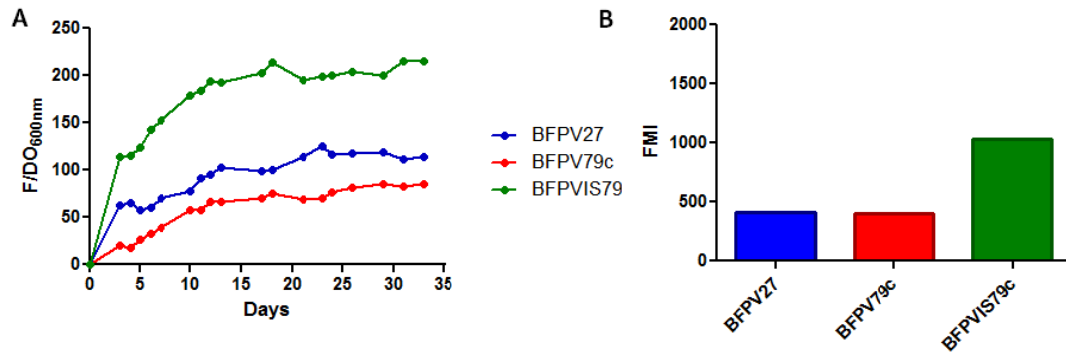 A
F/DO600nm
250
200
150
100
50
0
0 5 10 15 20 25 30 35
Days
BFPV27
BFPV79c
BFPVIS79
B
FMI
2000
1500
1000
500
0
BFPV27
BFPV79c
BFPVIS79c